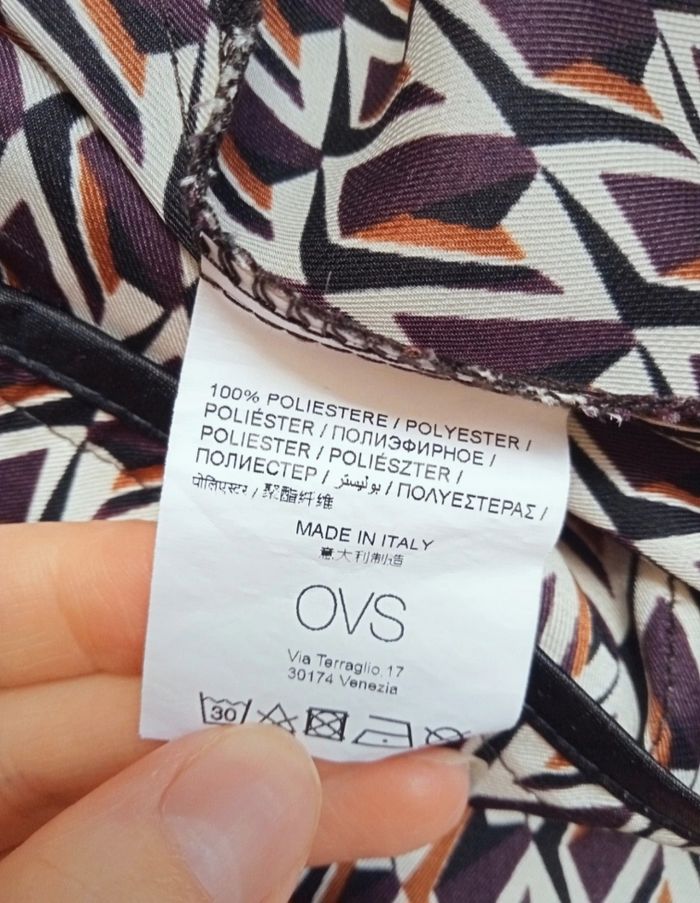 100% POLIESTERE / POLYESTER /
POLIÉSTER / ПОЛИЭФИРНОЕ /
POLIESTER / POLIÉSZTER /
ПОЛИЕСТЕР / بوليستر / ΠΟΛΥΕΣΤΕΡΑΣ /
पोलिएस्टर / 聚酯纤维
MADE IN ITALY
意大利制造
OVS
Via Terraglio, 17
30174 Venezia
30